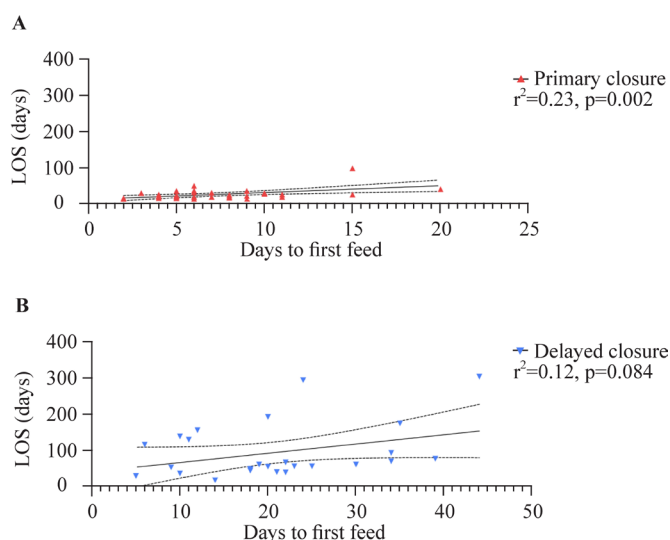 A
400
300
200
100
0
LOS (days)
0 5 10 15 20 25
Days to first feed
Primary closure
r²=0.23, p=0.002
B
400
300
200
100
0
LOS (days)
0 10 20 30 40 50
Days to first feed
Delayed closure
r²=0.12, p=0.084